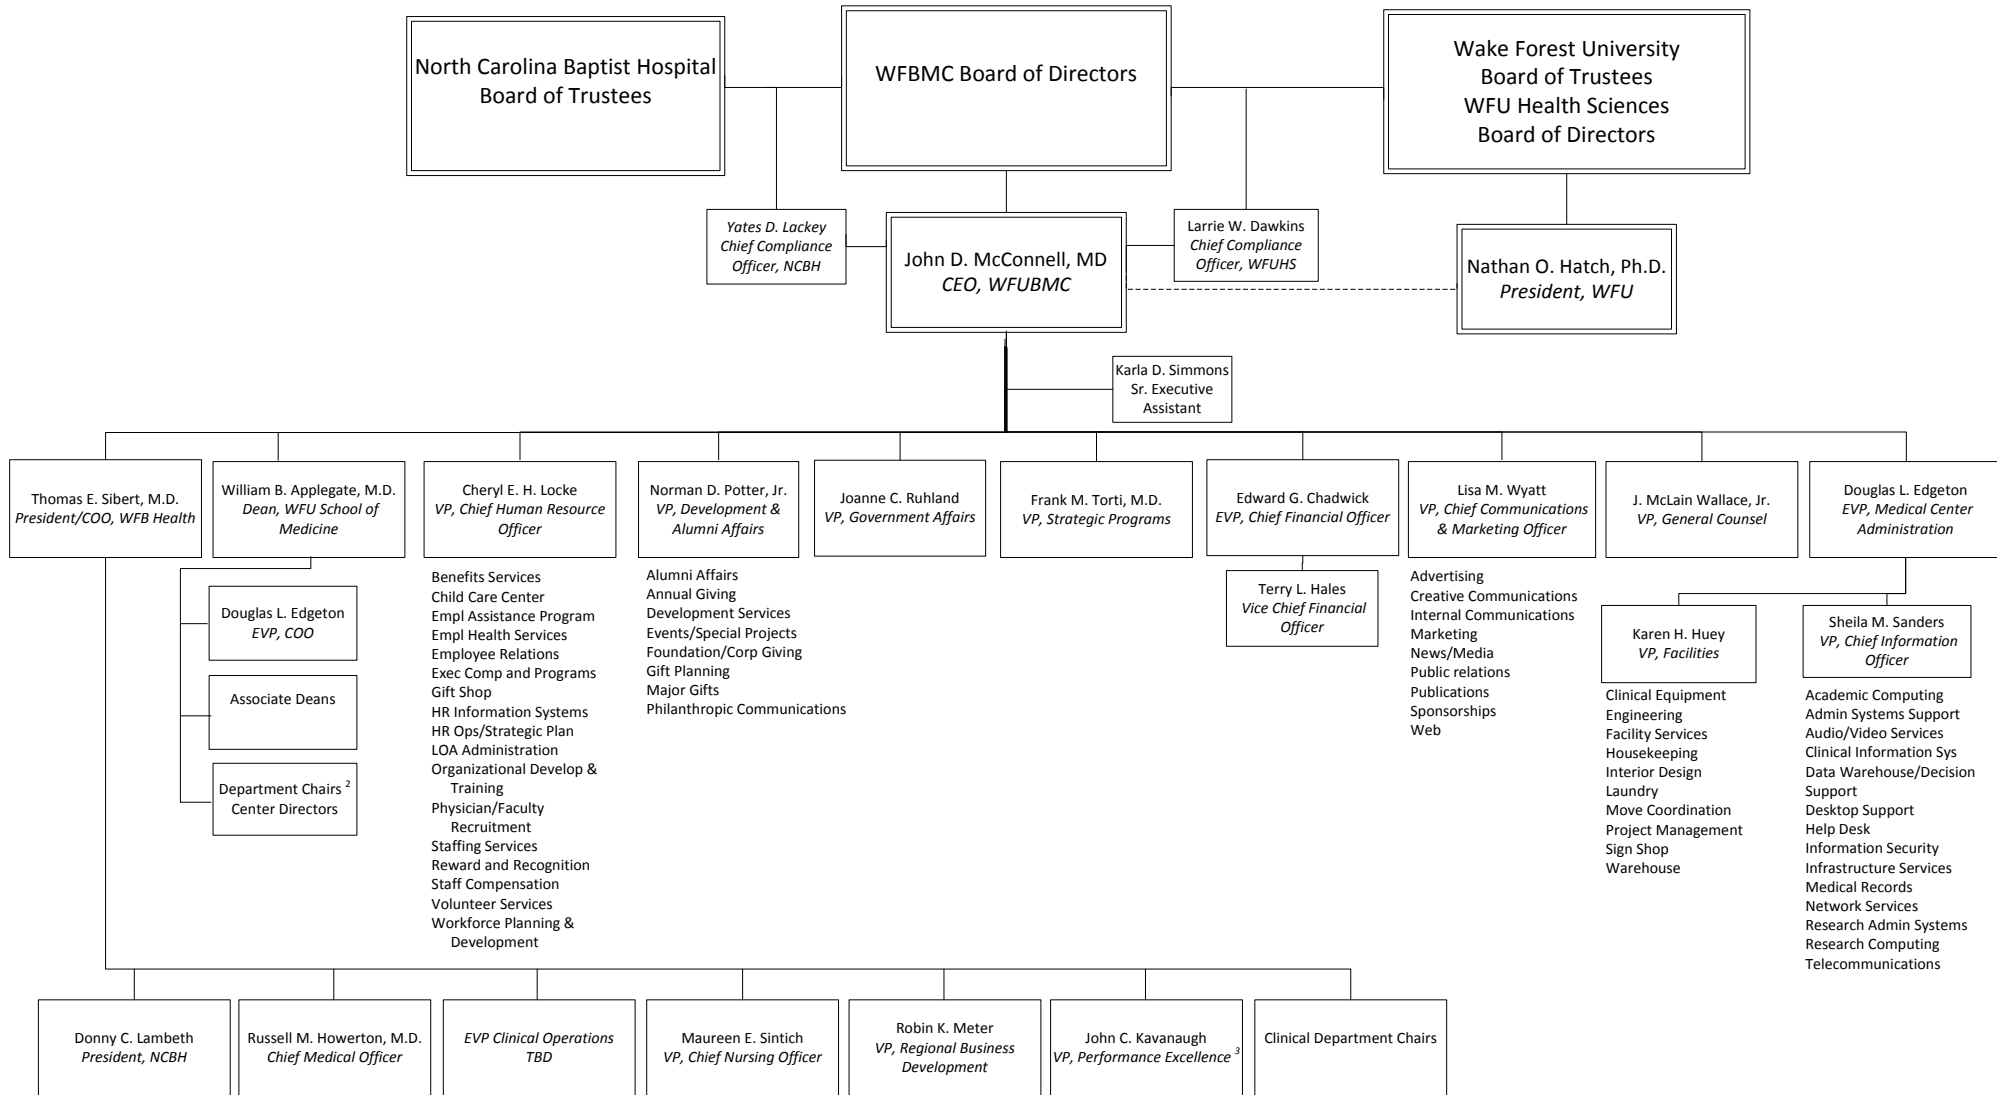 North Carolina Baptist Hospital
Board of Trustees
WFBMC Board of Directors
Wake Forest University
Board of Trustees
WFU Health Sciences
Board of Directors
Yates D. Lackey
Chief Compliance
Officer, NCBH
John D. McConnell, MD
CEO, WFUBMC
Larrie W. Dawkins
Chief Compliance
Officer, WFUHS
Nathan O. Hatch, Ph.D.
President, WFU
Karla D. Simmons
Sr. Executive
Assistant
Thomas E. Sibert, M.D.
President/COO, WFB Health
William B. Applegate, M.D.
Dean, WFU School of
Medicine
Cheryl E. H. Locke
VP, Chief Human Resource
Officer
Norman D. Potter, Jr.
VP, Development &
Alumni Affairs
Joanne C. Ruhland
VP, Government Affairs
Frank M. Torti, M.D.
VP, Strategic Programs
Edward G. Chadwick
EVP, Chief Financial Officer
Lisa M. Wyatt
VP, Chief Communications
& Marketing Officer
J. McLain Wallace, Jr.
VP, General Counsel
Douglas L. Edgeton
EVP, Medical Center
Administration
Douglas L. Edgeton
EVP, COO
Associate Deans
Department Chairs 2
Center Directors
Benefits Services
Child Care Center
Empl Assistance Program
Empl Health Services
Employee Relations
Exec Comp and Programs
Gift Shop
HR Information Systems
HR Ops/Strategic Plan
LOA Administration
Organizational Develop &
Training
Physician/Faculty
Recruitment
Staffing Services
Reward and Recognition
Staff Compensation
Volunteer Services
Workforce Planning &
Development
Alumni Affairs
Annual Giving
Development Services
Events/Special Projects
Foundation/Corp Giving
Gift Planning
Major Gifts
Philanthropic Communications
Terry L. Hales
Vice Chief Financial
Officer
Advertising
Creative Communications
Internal Communications
Marketing
News/Media
Public relations
Publications
Sponsorships
Web
Karen H. Huey
VP, Facilities
Clinical Equipment
Engineering
Facility Services
Housekeeping
Interior Design
Laundry
Move Coordination
Project Management
Sign Shop
Warehouse
Sheila M. Sanders
VP, Chief Information
Officer
Academic Computing
Admin Systems Support
Audio/Video Services
Clinical Information Sys
Data Warehouse/Decision
Support
Desktop Support
Help Desk
Information Security
Infrastructure Services
Medical Records
Network Services
Research Admin Systems
Research Computing
Telecommunications
Donny C. Lambeth
President, NCBH
Russell M. Howerton, M.D.
Chief Medical Officer
EVP Clinical Operations
TBD
Maureen E. Sintich
VP, Chief Nursing Officer
Robin K. Meter
VP, Regional Business
Development
John C. Kavanaugh
VP, Performance Excellence 3
Clinical Department Chairs